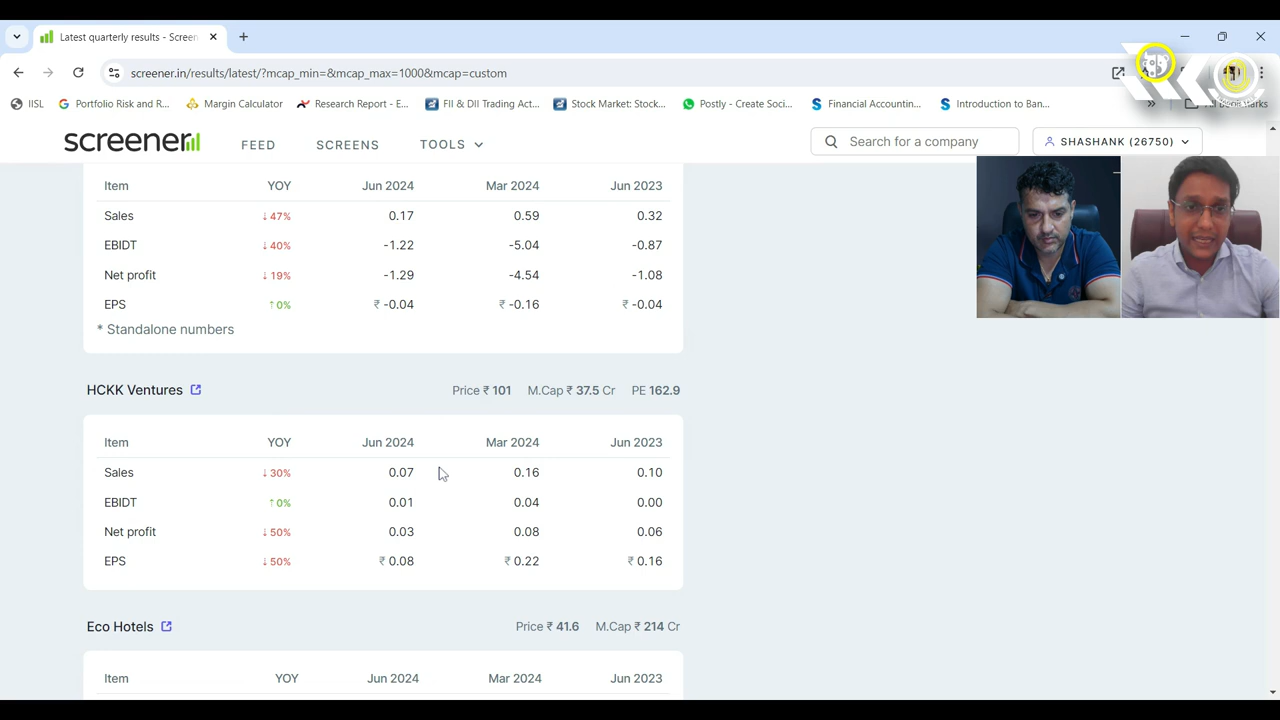 Latest quarterly results - Screen
screener.in/results/latest/?mcap_min=&mcap_max=1000&mcap=custom
IISL
Portfolio Risk and R...
Margin Calculator
Research Report - E...
FII & DII Trading Act...
Stock Market: Stock...
Postly - Create Soci...
Financial Accountin...
Introduction to Ban...
screener
FEED
SCREENS
TOOLS
Search for a company
SHASHANK (26750)
Item YOY Jun 2024 Mar 2024 Jun 2023
Sales ↓47% 0.17 0.59 0.32
EBIDT ↓40% -1.22 -5.04 -0.87
Net profit ↓19% -1.29 -4.54 -1.08
EPS ↑0% ₹ -0.04 ₹ -0.16 ₹ -0.04
* Standalone numbers
HCKK Ventures Price ₹ 101 M.Cap ₹ 37.5 Cr PE 162.9
Item YOY Jun 2024 Mar 2024 Jun 2023
Sales ↓30% 0.07 0.16 0.10
EBIDT ↑0% 0.01 0.04 0.00
Net profit ↓50% 0.03 0.08 0.06
EPS ↓50% ₹ 0.08 ₹ 0.22 ₹ 0.16
Eco Hotels Price ₹ 41.6 M.Cap ₹ 214 Cr
Item YOY Jun 2024 Mar 2024 Jun 2023